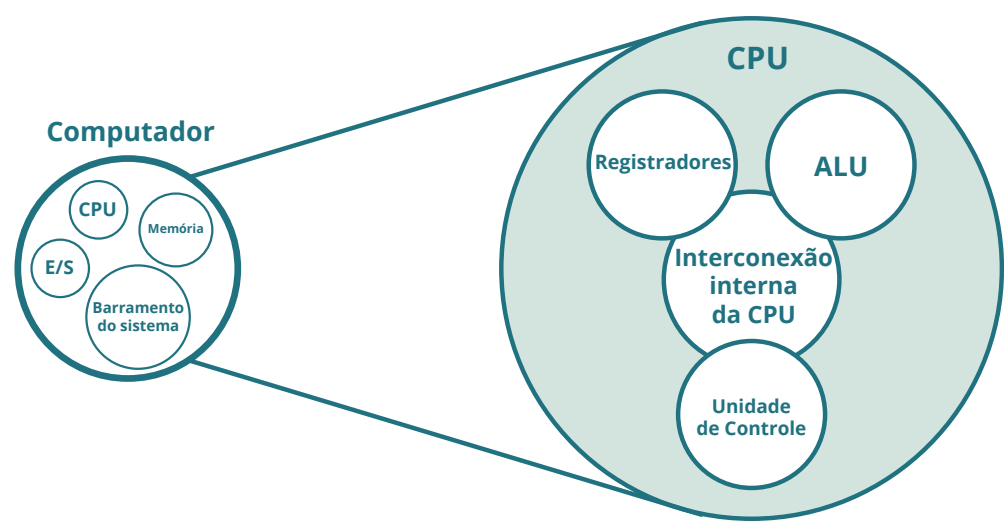 Computador
CPU
Memória
E/S
Barramento
do sistema
CPU
Registradores
ALU
Interconexão
interna
da CPU
Unidade
de Controle